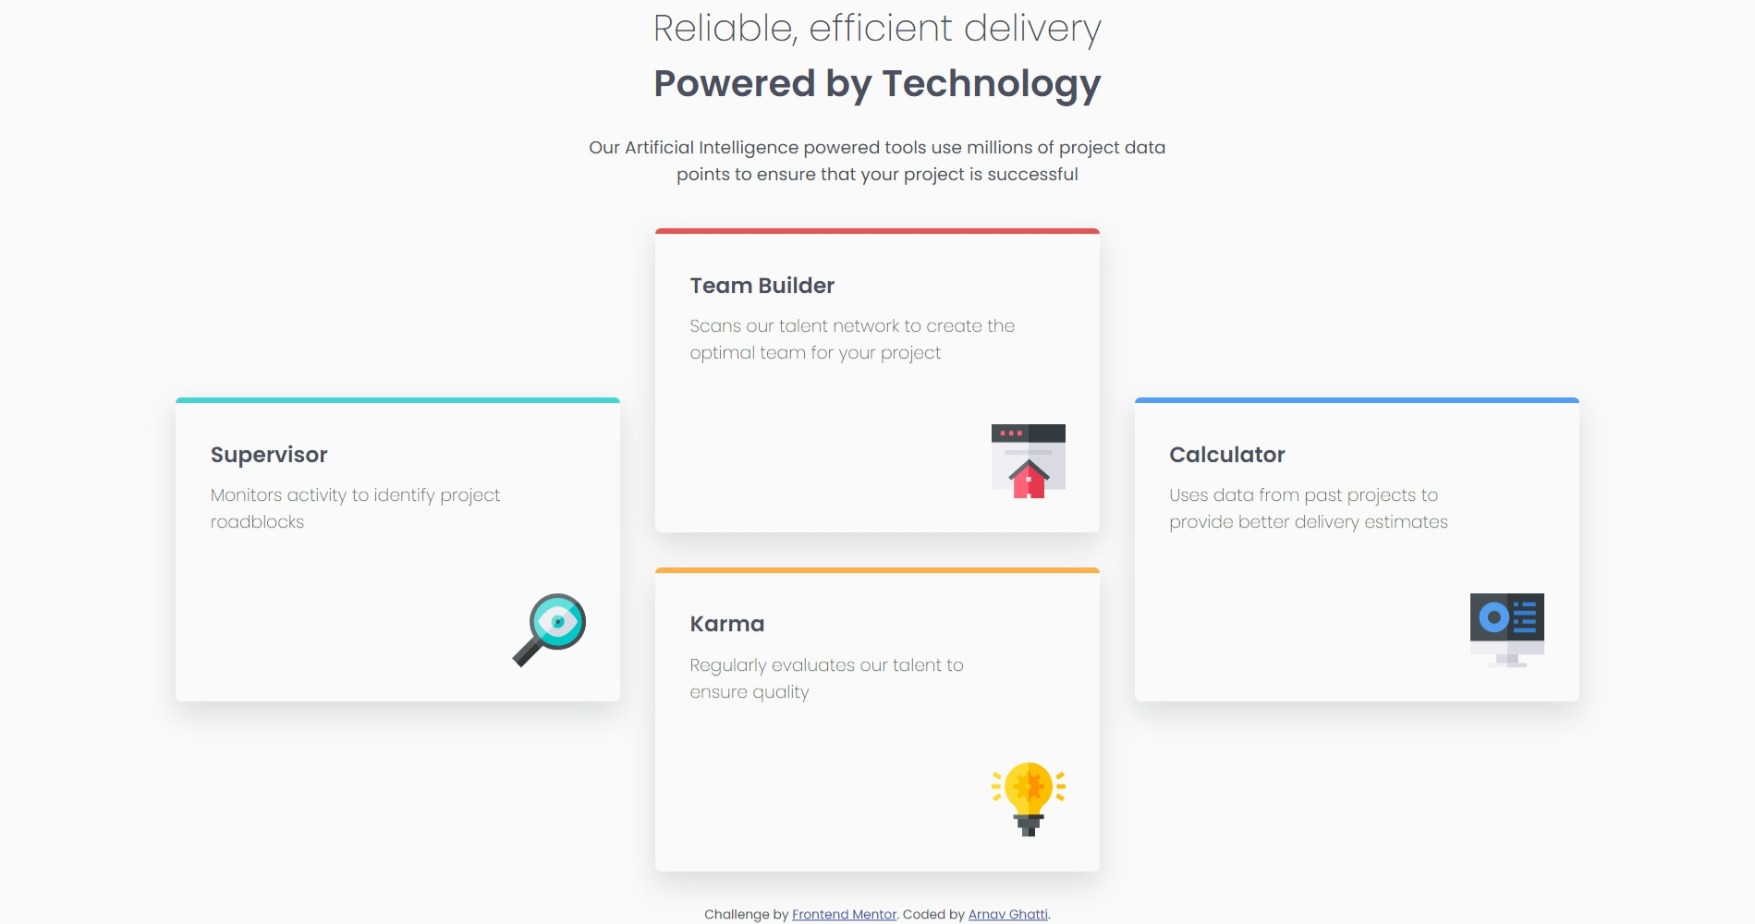 Reliable, efficient delivery
Powered by Technology
Our Artificial Intelligence powered tools use millions of project data
points to ensure that your project is successful
Team Builder
Scans our talent network to create the
optimal team for your project
Supervisor
Monitors activity to identify project
roadblocks
Calculator
Uses data from past projects to
provide better delivery estimates
Karma
Regularly evaluates our talent to
ensure quality
Challenge by Frontend Mentor. Coded by Arnav Ghatti.